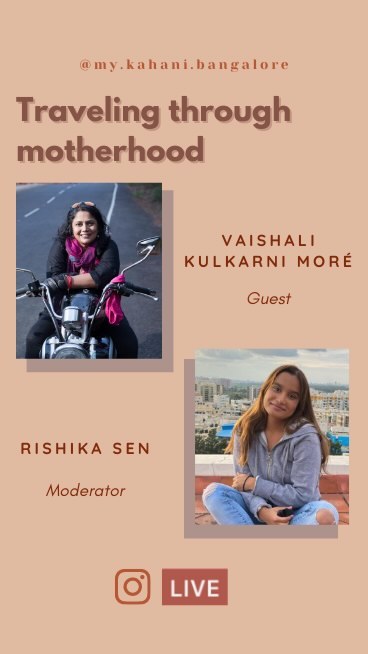 @my.kahani.bangalore
Traveling through
motherhood
VAISHALI
KULKARNI MORÉ
Guest
RISHIKA SEN
Moderator
LIVE